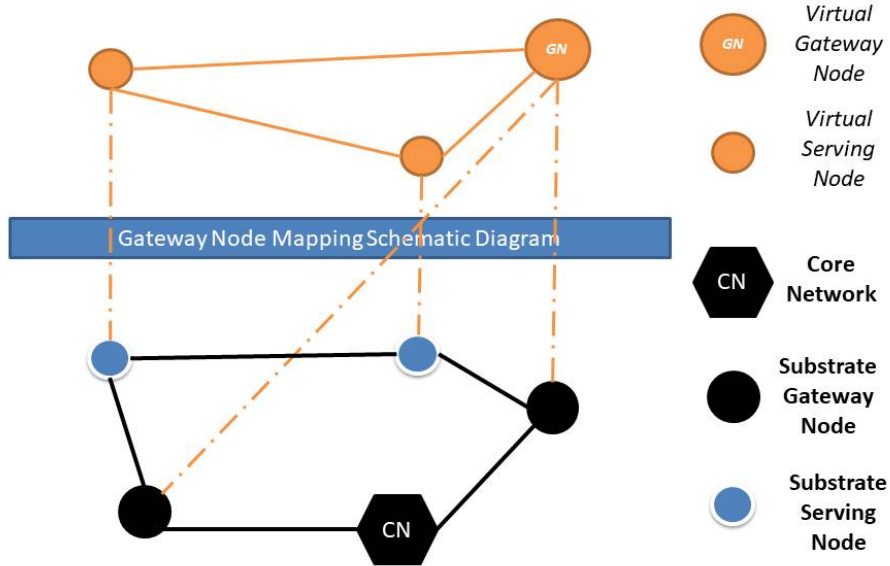 GN
Gateway Node Mapping Schematic Diagram
CN
GN
Virtual
Gateway
Node
Virtual
Serving
Node
CN
Core
Network
Substrate
Gateway
Node
Substrate
Serving
Node